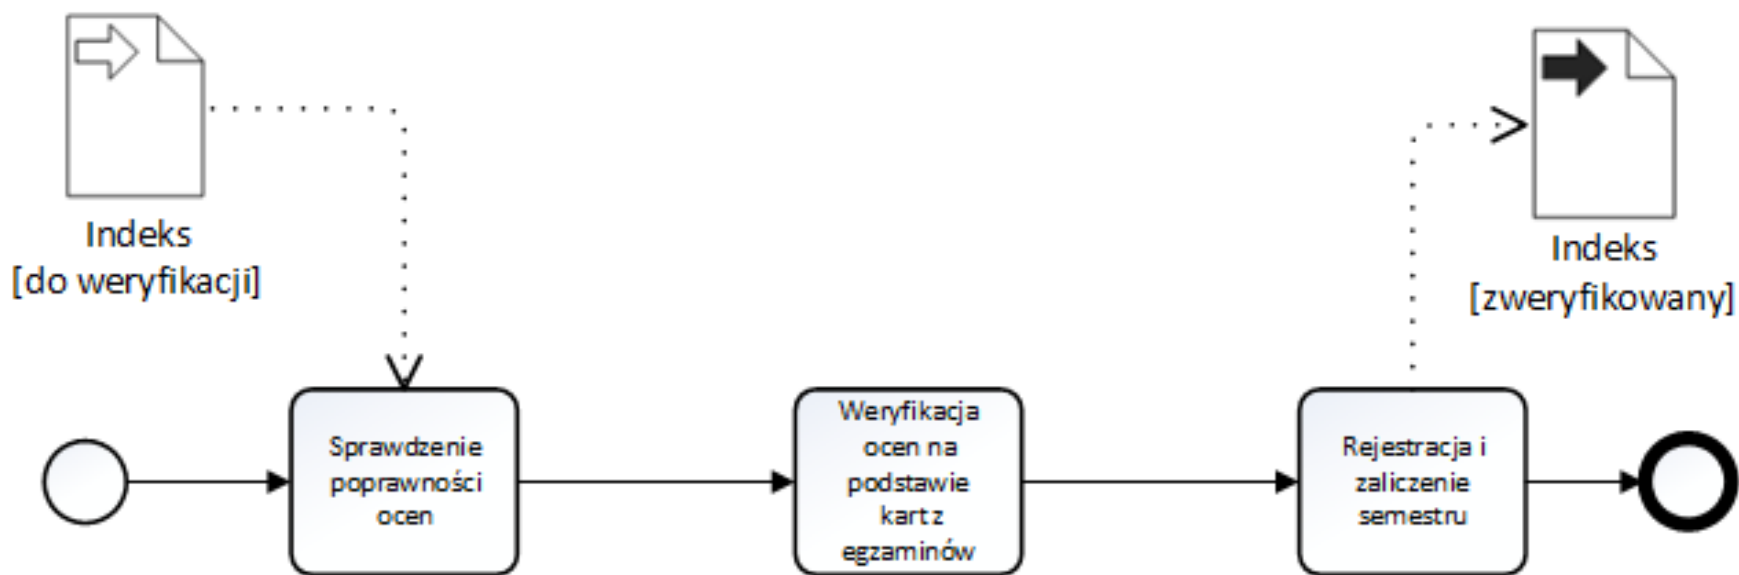 Indeks
[do weryfikacji]
Indeks
[zweryfikowany]
Sprawdzenie
poprawności
ocen
Weryfikacja
ocen na
podstawie
kart z
egzaminów
Rejestracja i
zaliczenie
semestru